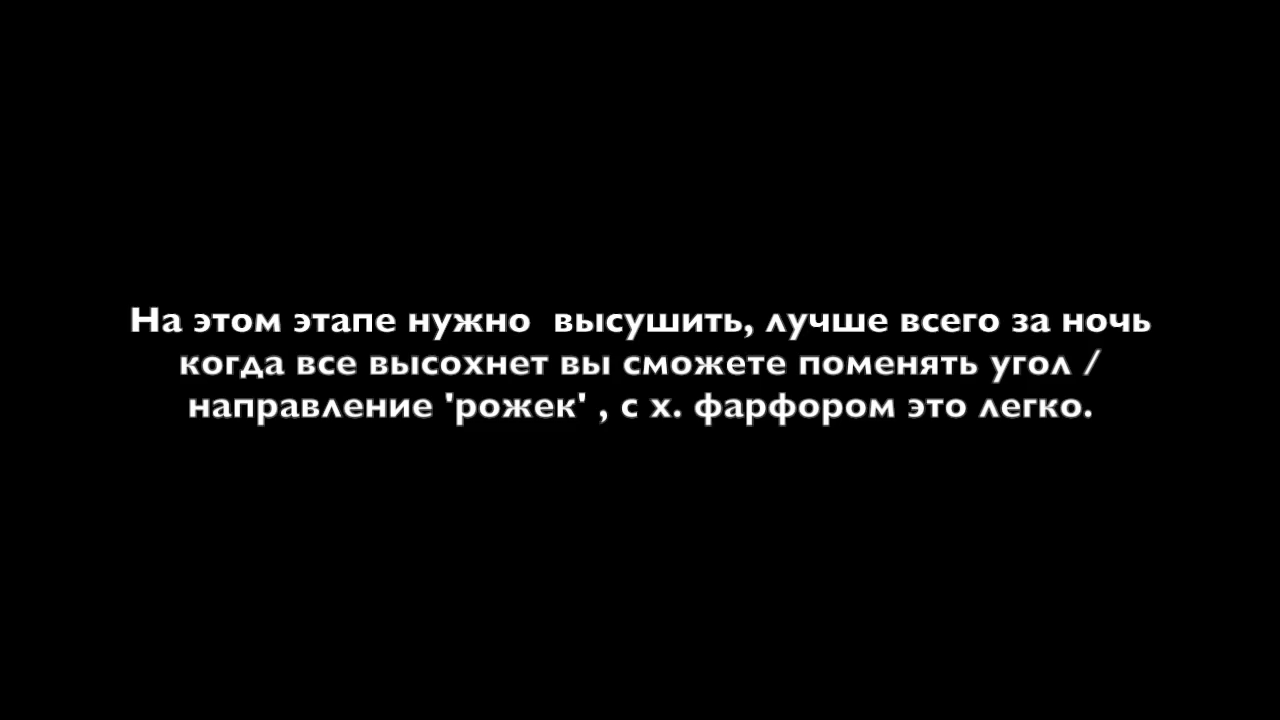 На этом этапе нужно  высушить, лучше всего за ночь
когда все высохнет вы сможете поменять угол /
направление 'рожек' , с х. фарфором это легко.